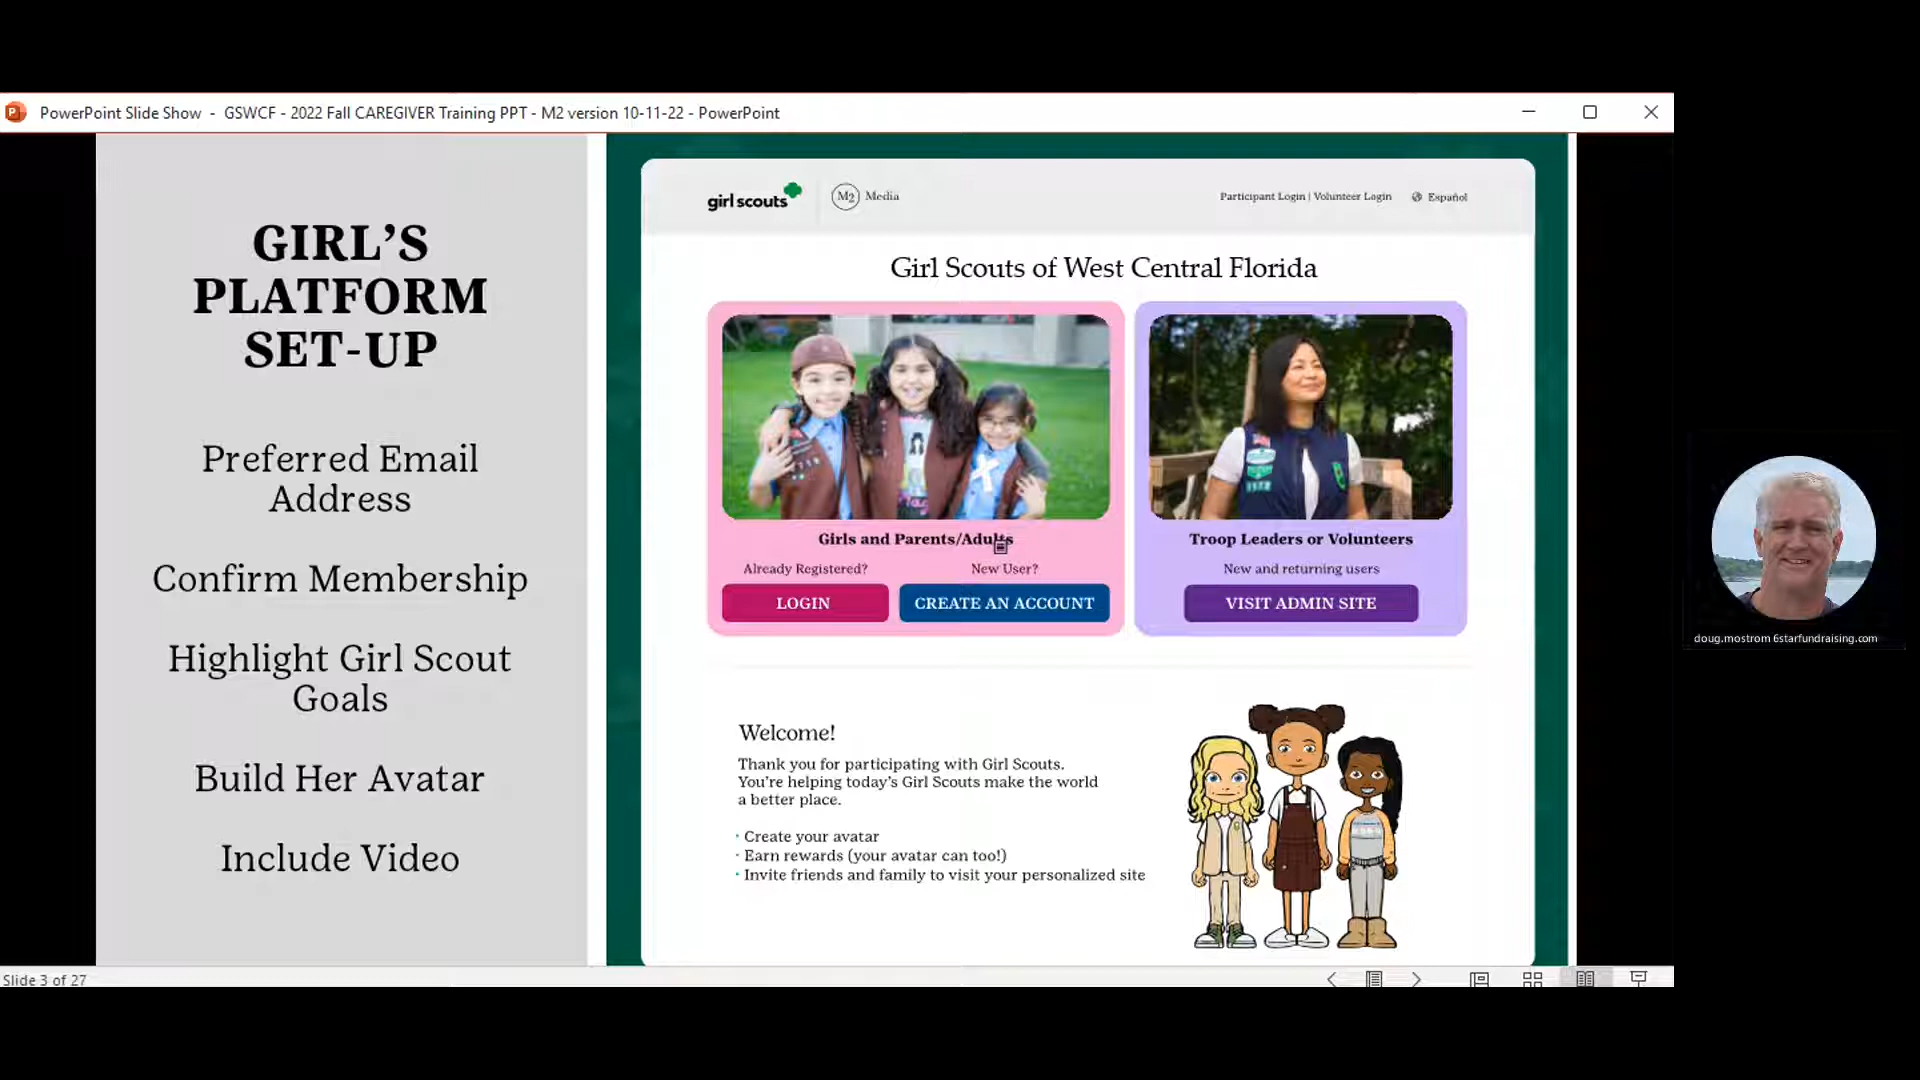 PowerPoint Slide Show - GSWCF - 2022 Fall CAREGIVER Training PPT - M2 version 10-11-22 - PowerPoint
GIRL’S
PLATFORM
SET-UP
Preferred Email
Address
Confirm Membership
Highlight Girl Scout
Goals
Build Her Avatar
Include Video
girl scouts
M2 Media
Participant Login | Volunteer Login
Español
Girl Scouts of West Central Florida
Girls and Parents/Adults
Already Registered?
New User?
LOGIN
CREATE AN ACCOUNT
Troop Leaders or Volunteers
New and returning users
VISIT ADMIN SITE
Welcome!
Thank you for participating with Girl Scouts.
You’re helping today’s Girl Scouts make the world
a better place.
· Create your avatar
· Earn rewards (your avatar can too!)
· Invite friends and family to visit your personalized site
doug.mostrom 6starfundraising.com
Slide 3 of 27